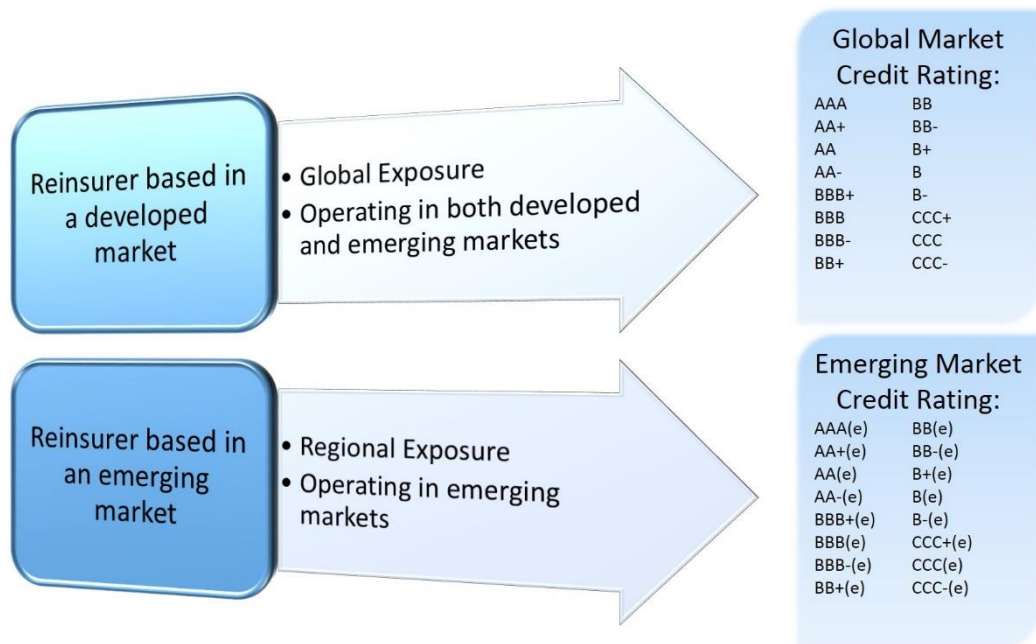 Reinsurer based in
a developed
market
• Global Exposure
• Operating in both developed
and emerging markets
Global Market
Credit Rating:
AAA BB
AA+ BB-
AA B+
AA- B
BBB+ B-
BBB CCC+
BBB- CCC
BB+ CCC-
Reinsurer based in
an emerging
market
• Regional Exposure
• Operating in emerging
markets
Emerging Market
Credit Rating:
AAA(e) BB(e)
AA+(e) BB-(e)
AA(e) B+(e)
AA-(e) B(e)
BBB+(e) B-(e)
BBB(e) CCC+(e)
BBB-(e) CCC(e)
BB+(e) CCC-(e)